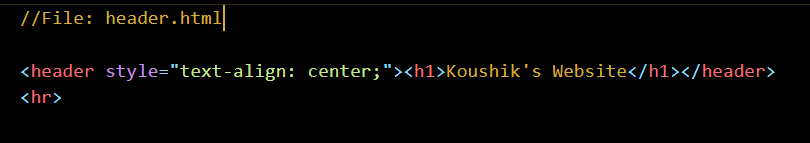 //File: header.html
<header style="text-align: center;"><h1>Koushik's Website</h1></header>
<hr>